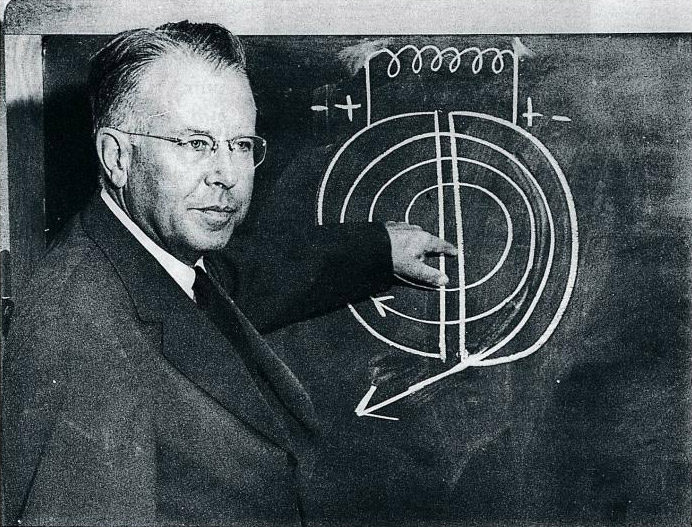 - + + -